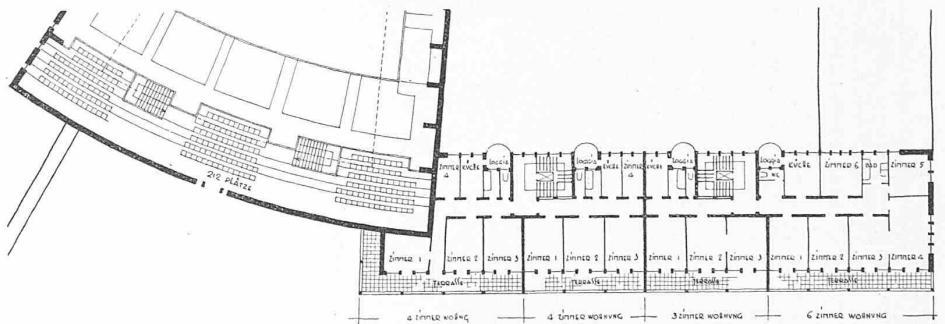 212 PLÄTZE
ZIMMER 4
KÜCHE
LOGGIA
LOGGIA
KÜCHE
ZIMMER 4
KÜCHE
LOGGIA
LOGGIA
WC
KÜCHE
ZIMMER 6
BAD
ZIMMER 5
ZIMMER 1
ZIMMER 2
ZIMMER 3
ZIMMER 1
ZIMMER 2
ZIMMER 3
ZIMMER 1
ZIMMER 2
ZIMMER 3
ZIMMER 1
ZIMMER 2
ZIMMER 3
ZIMMER 4
TERRASSE
TERRASSE
TERRASSE
TERRASSE
4 ZIMMER WOHNG
4 ZIMMER WOHNUNG
3 ZIMMER WOHNUNG
6 ZIMMER WOHNUNG